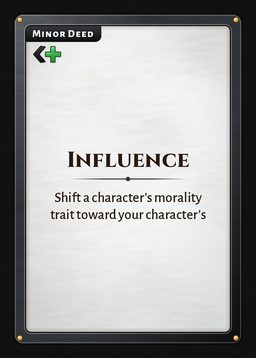 Minor Deed
Influence
Shift a character's morality
trait toward your character's